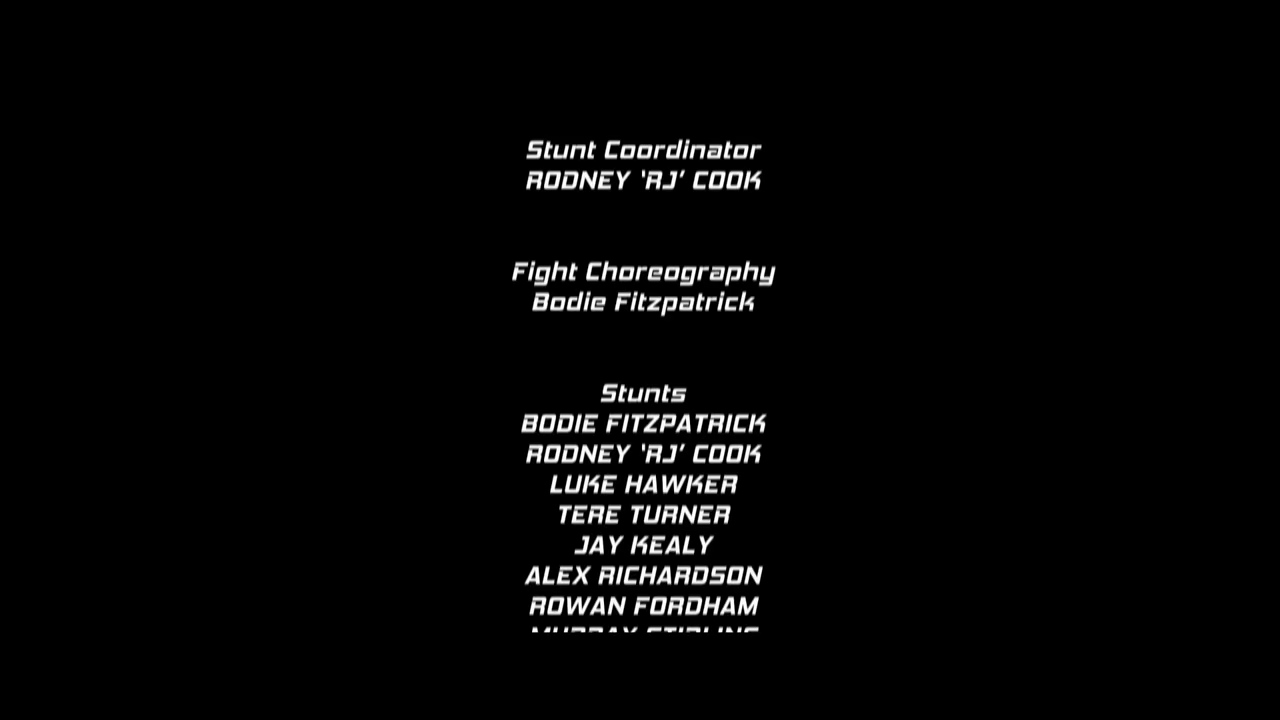 Stunt Coordinator
RODNEY ‘RJ’ COOK
Fight Choreography
Bodie Fitzpatrick
Stunts
BODIE FITZPATRICK
RODNEY ‘RJ’ COOK
LUKE HAWKER
TERE TURNER
JAY KEALY
ALEX RICHARDSON
ROWAN FORDHAM